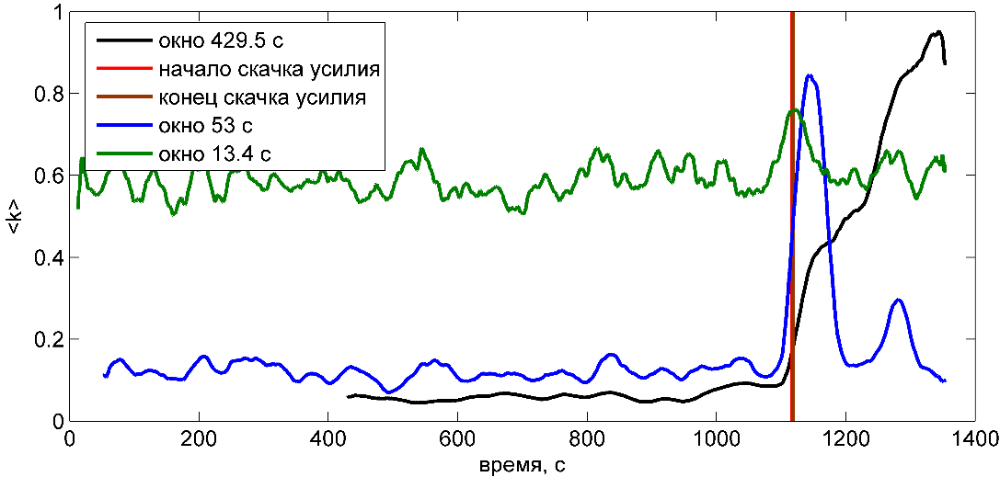 1
окно 429.5 с
начало скачка усилия
0.8
конец скачка усилия
окно 53 с
окно 13.4 с
0.6
<k>
0.4
0.2
0
0 200 400 600 800 1000 1200 1400
время, с